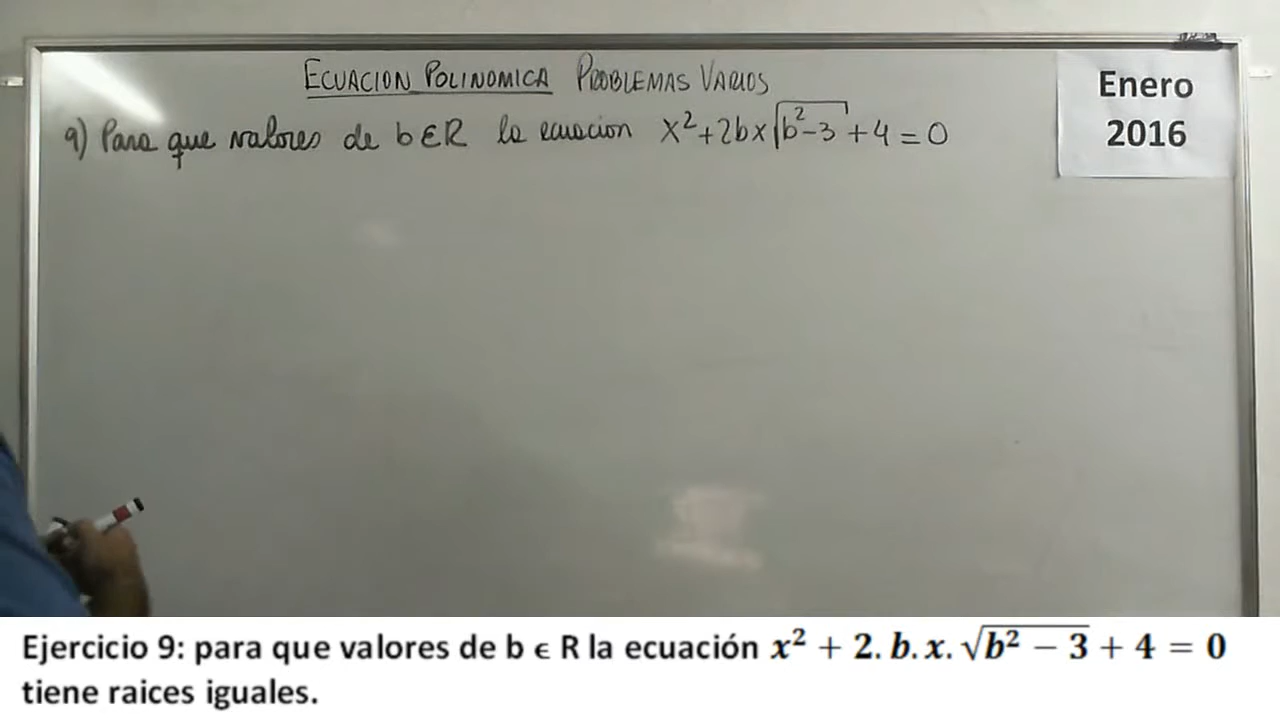 ECUACION POLINOMICA PROBLEMAS VARIOS
Enero
2016
9) Para que valores de b∈R la ecuacion x²+2bx√(b²-3)+4=0
Ejercicio 9: para que valores de b ϵ R la ecuación x² + 2. b. x. √(b² − 3) + 4 = 0
tiene raices iguales.